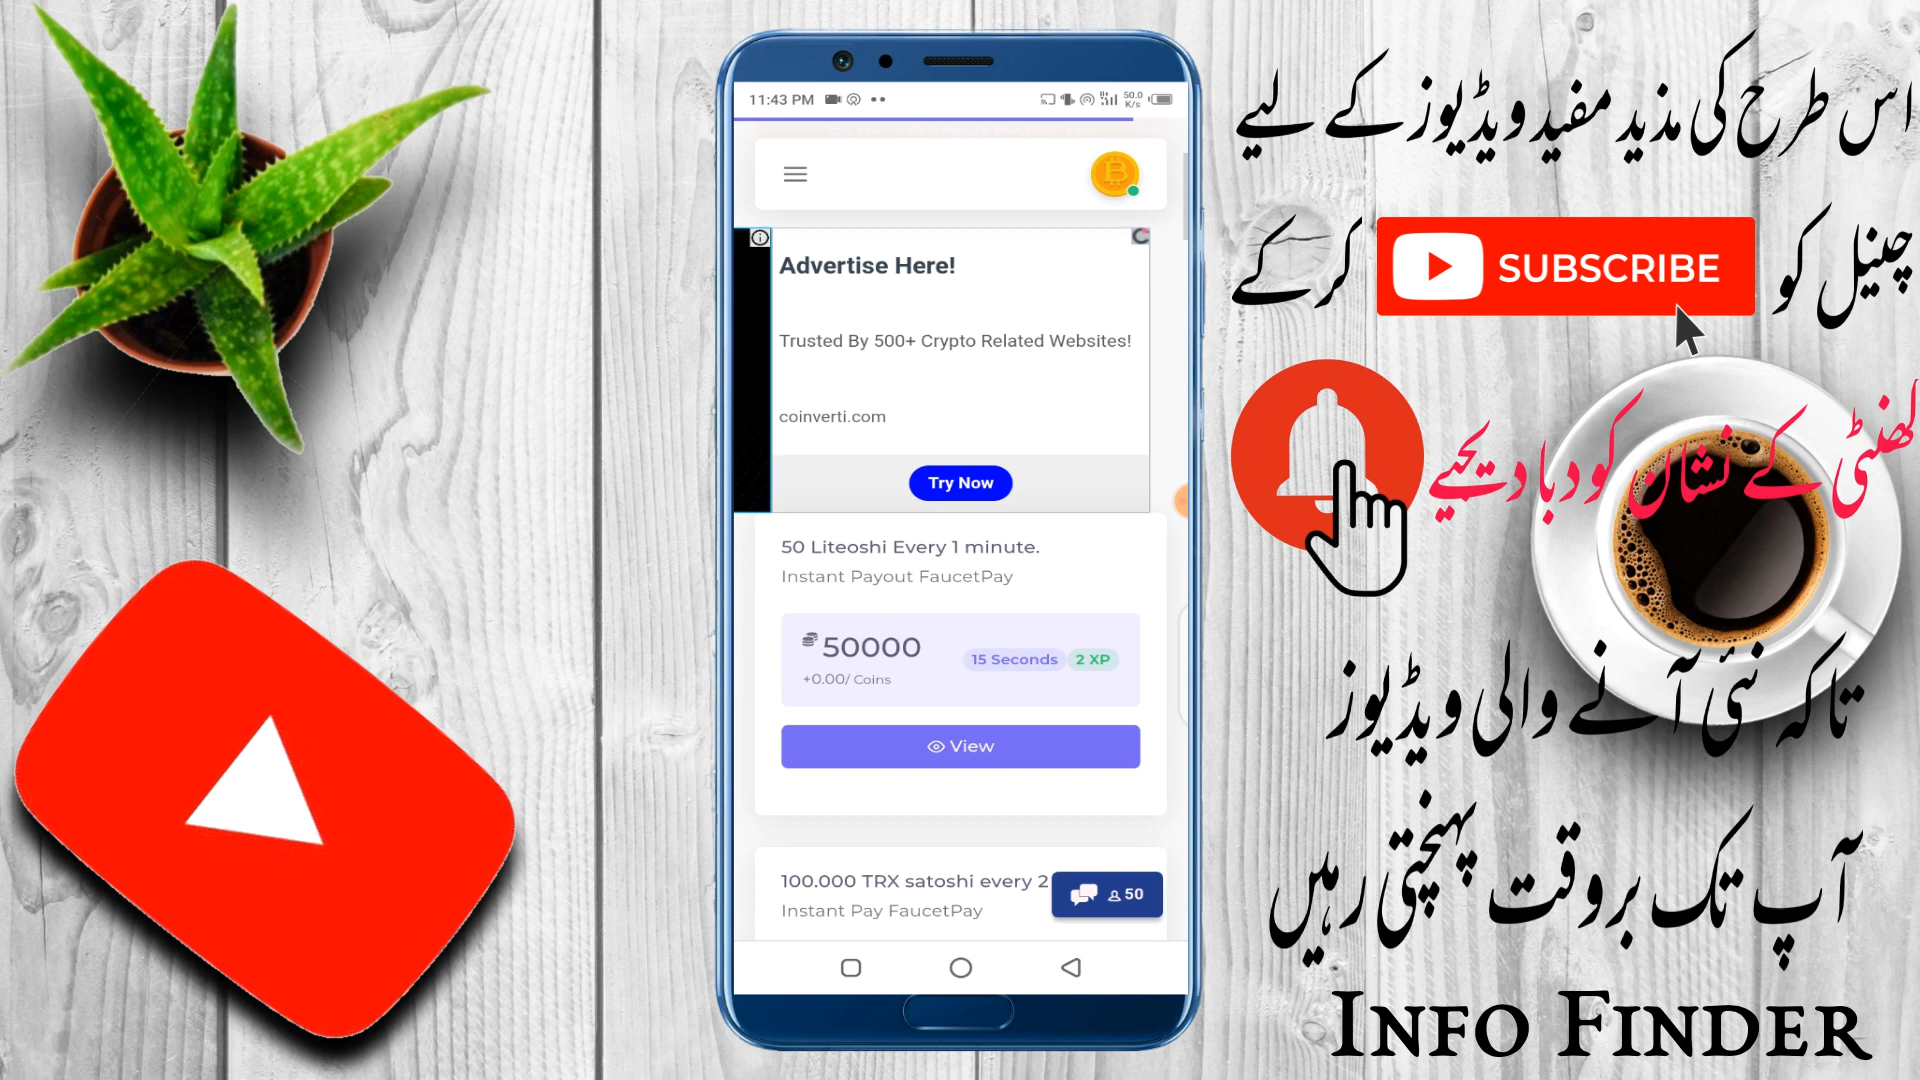 11:43 PM
50.0
K/s
Advertise Here!
Trusted By 500+ Crypto Related Websites!
coinverti.com
Try Now
50 Liteoshi Every 1 minute.
Instant Payout FaucetPay
50000
15 Seconds
2 XP
+0.00/ Coins
View
100.000 TRX satoshi every 2
Instant Pay FaucetPay
50
اس طرح کی مذید مفید ویڈیوز کے لیے
چینل کو SUBSCRIBE کر کے
گھنٹی کے نشان کو دبا دیجیے
تاکہ نئی آنے والی ویڈیوز
آپ تک بروقت پہنچتی رہیں
INFO FINDER